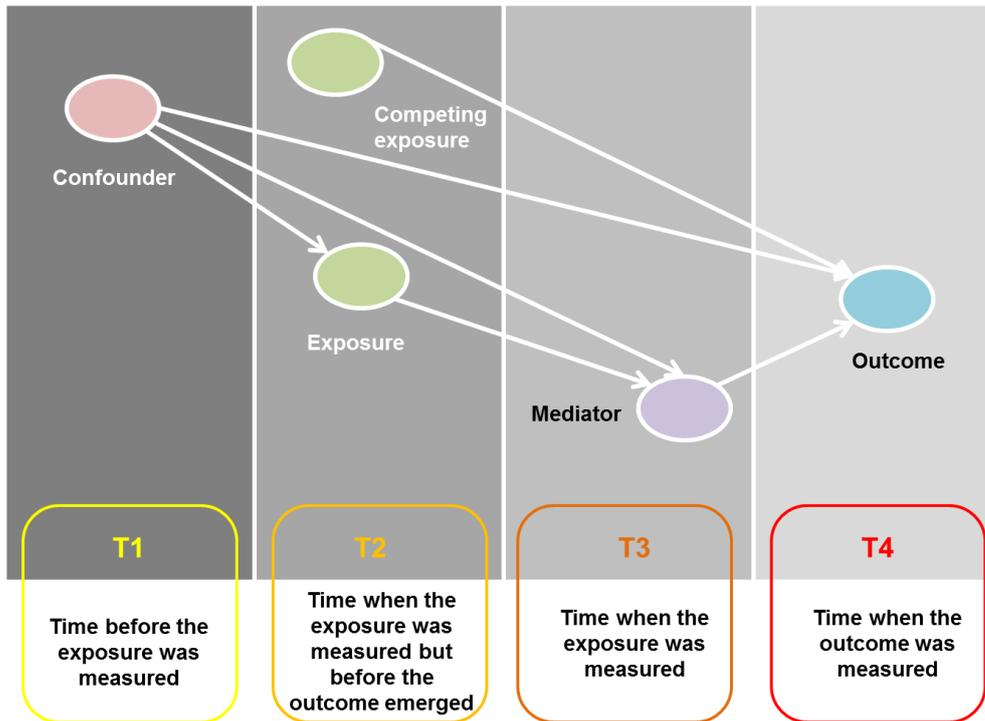 Competing
exposure
Confounder
Exposure
Outcome
Mediator
T1
T2
T3
T4
Time before the
exposure was
measured
Time when the
exposure was
measured but
before the
outcome emerged
Time when the
exposure was
measured
Time when the
outcome was
measured